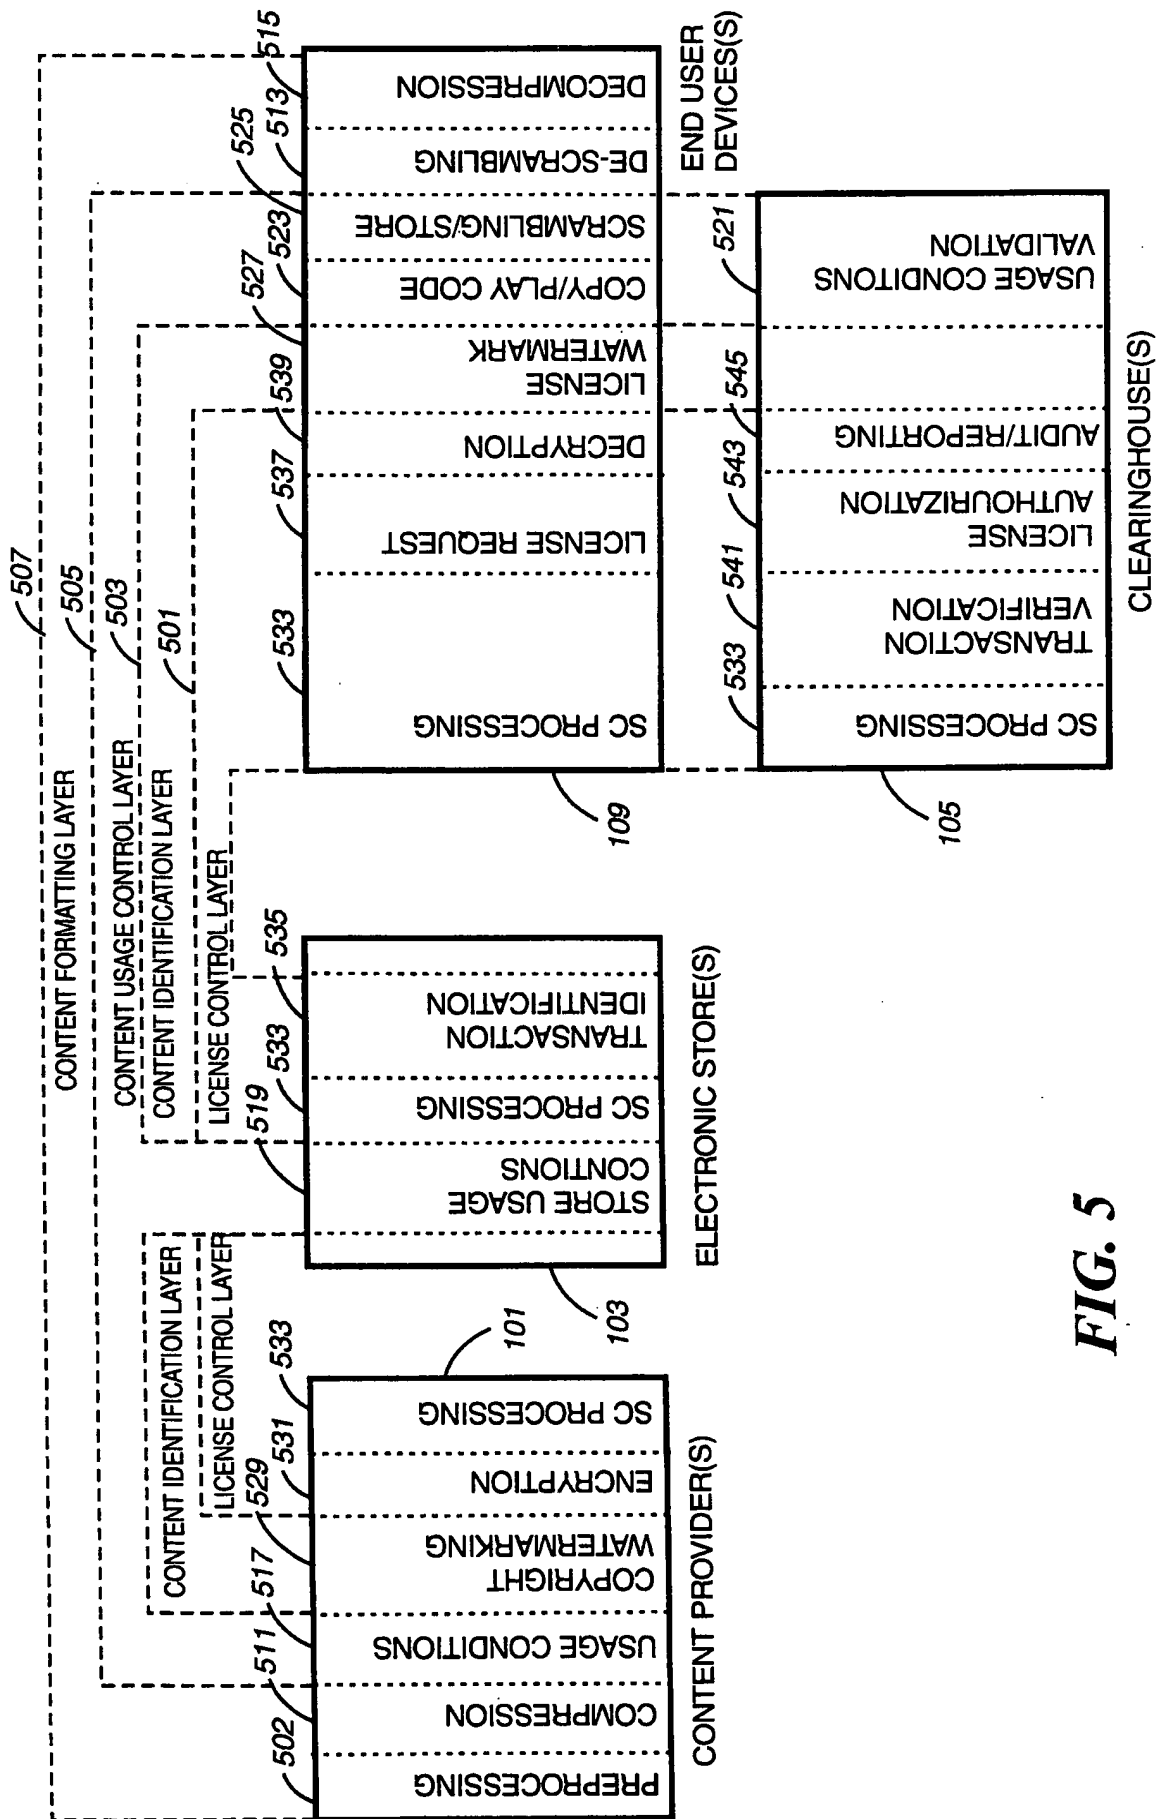 507
CONTENT FORMATTING LAYER
505
CONTENT USAGE CONTROL LAYER
503
CONTENT IDENTIFICATION LAYER
501
LICENSE CONTROL LAYER
CONTENT IDENTIFICATION LAYER
LICENSE CONTROL LAYER
502
511
517
529
531
533
PREPROCESSING
COMPRESSION
USAGE CONDITIONS
COPYRIGHT
WATERMARKING
ENCRYPTION
SC PROCESSING
101
CONTENT PROVIDER(S)
519
533
535
STORE USAGE
CONTIONS
SC PROCESSING
TRANSACTION
IDENTIFICATION
103
ELECTRONIC STORE(S)
533
537
539
527
523
525
513
515
SC PROCESSING
LICENSE REQUEST
DECRYPTION
LICENSE
WATERMARK
COPY/PLAY CODE
SCRAMBLING/STORE
DE-SCRAMBLING
DECOMPRESSION
109
END USER
DEVICES(S)
533
541
543
545
521
SC PROCESSING
TRANSACTION
VERIFICATION
LICENSE
AUTHOURIZATION
AUDIT/REPORTING
USAGE CONDITONS
VALIDATION
105
CLEARINGHOUSE(S)
FIG. 5